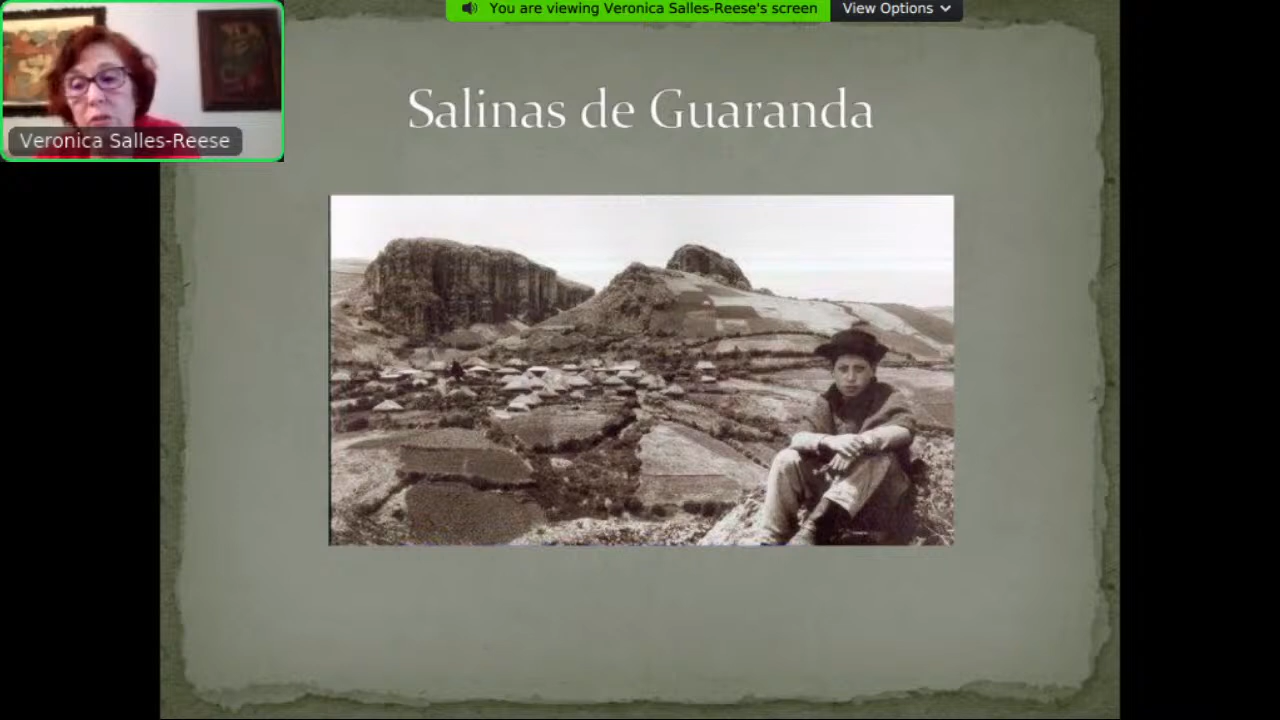 You are viewing Veronica Salles-Reese's screen
View Options
Veronica Salles-Reese
Salinas de Guaranda